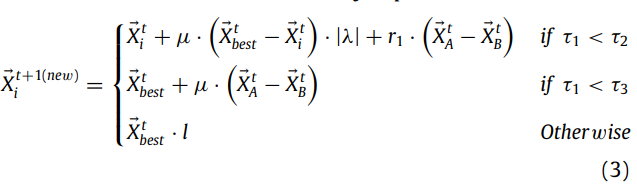 X⃗_i^{t+1(new)} = { X⃗_i^t + μ · (X⃗_best^t − X⃗_i^t) · |λ| + r_1 · (X⃗_A^t − X⃗_B^t) if τ_1 < τ_2
X⃗_best^t + μ · (X⃗_A^t − X⃗_B^t) if τ_1 < τ_3
X⃗_best^t · l Otherwise
(3)